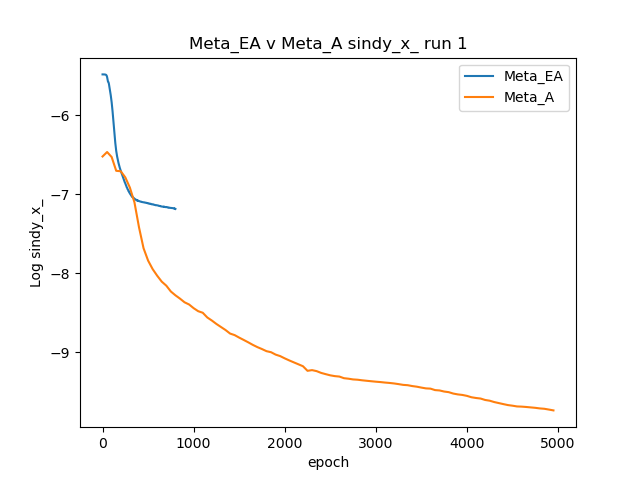 Meta_EA v Meta_A sindy_x_ run 1
Meta_EA
Meta_A
Log sindy_x_
−6
−7
−8
−9
0
1000
2000
3000
4000
5000
epoch